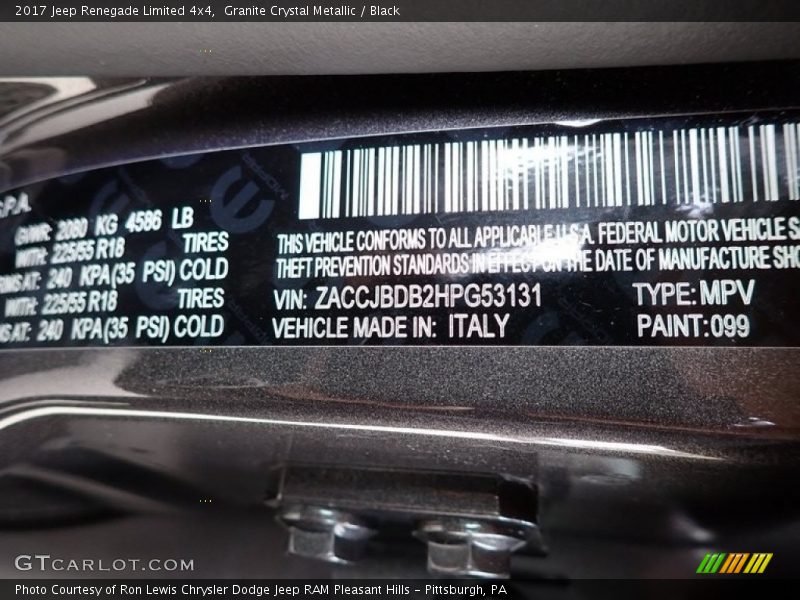 2017 Jeep Renegade Limited 4x4,  Granite Crystal Metallic / Black
.P.A.
GVWR: 2080 KG 4586 LB
WITH: 225/55 R18 TIRES
AT: 240 KPA(35 PSI) COLD
WITH: 225/55 R18 TIRES
AT: 240 KPA(35 PSI) COLD
THIS VEHICLE CONFORMS TO ALL APPLICABLE U.S.A. FEDERAL MOTOR VEHICLE S
THEFT PREVENTION STANDARDS IN EFFECT ON THE DATE OF MANUFACTURE SHO
VIN: ZACCJBDB2HPG53131 TYPE: MPV
VEHICLE MADE IN: ITALY PAINT: 099
GTCARLOT.COM
Photo Courtesy of Ron Lewis Chrysler Dodge Jeep RAM Pleasant Hills – Pittsburgh, PA